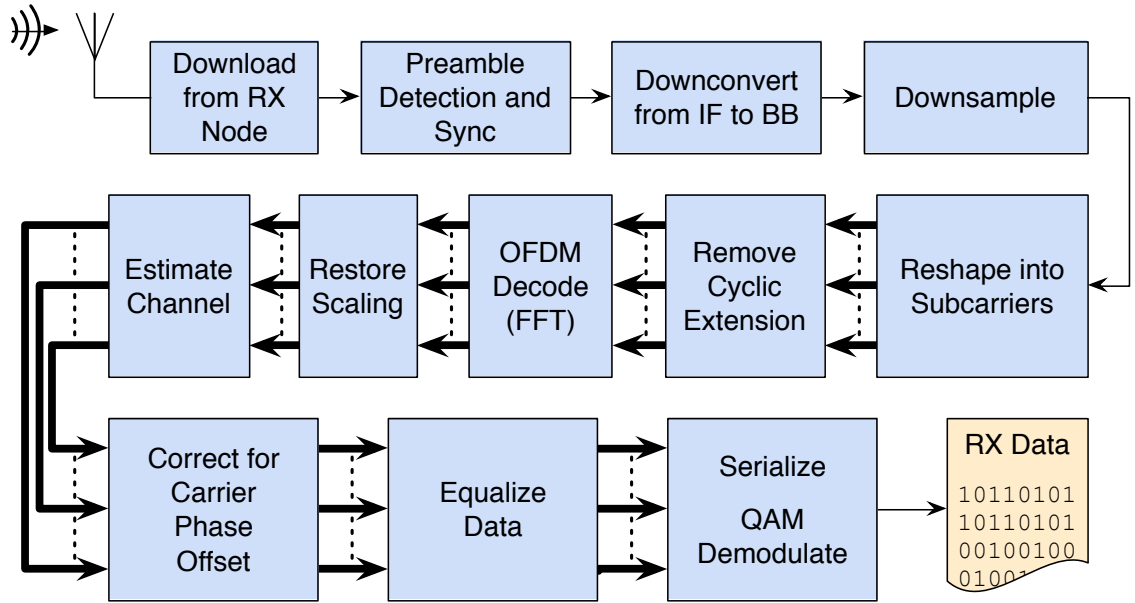 Download
from RX
Node
Preamble
Detection and
Sync
Downconvert
from IF to BB
Downsample
Estimate
Channel
Restore
Scaling
OFDM
Decode
(FFT)
Remove
Cyclic
Extension
Reshape into
Subcarriers
Correct for
Carrier
Phase
Offset
Equalize
Data
Serialize
QAM
Demodulate
RX Data
10110101
10110101
00100100
0100